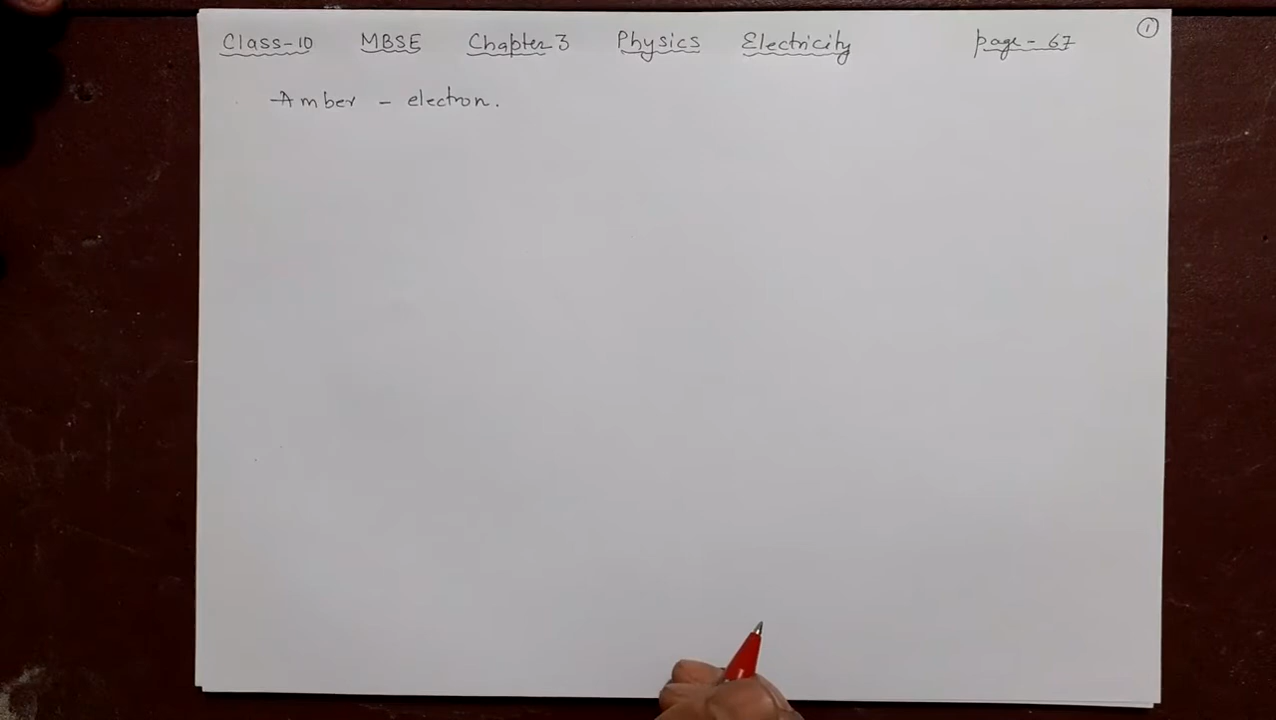 Class-10 MBSE Chapter 3 Physics Electricity page-67 1
Amber - electron.